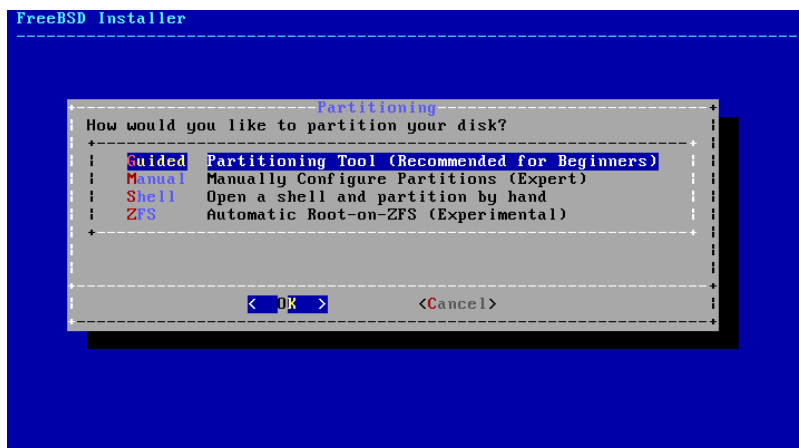 FreeBSD Installer
Partitioning
How would you like to partition your disk?
Guided Partitioning Tool (Recommended for Beginners)
Manual Manually Configure Partitions (Expert)
Shell Open a shell and partition by hand
ZFS Automatic Root-on-ZFS (Experimental)
< OK > <Cancel>